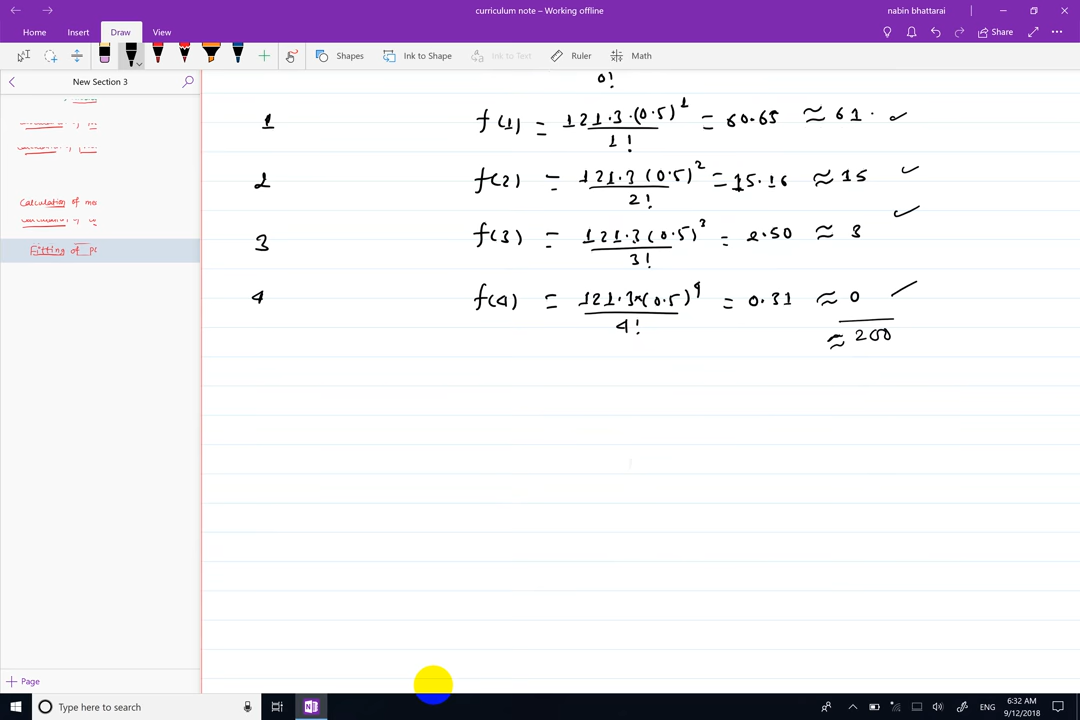 curriculum note – Working offline
nabin bhattarai
Home Insert Draw View
Share
Shapes Ink to Shape Ink to Text Ruler Math
New Section 3
Calculation of me
Fitting of po
0!
1 f(1) = 121.3.(0.5)^1 / 1! = 60.65 ≈ 61.
2 f(2) = 121.3(0.5)^2 / 2! = 15.16 ≈ 15
3 f(3) = 121.3(0.5)^3 / 3! = 2.50 ≈ 3
4 f(4) = 121.3×(0.5)^4 / 4! = 0.31 ≈ 0
≈ 200
+ Page
Type here to search
ENG
6:32 AM
9/12/2018